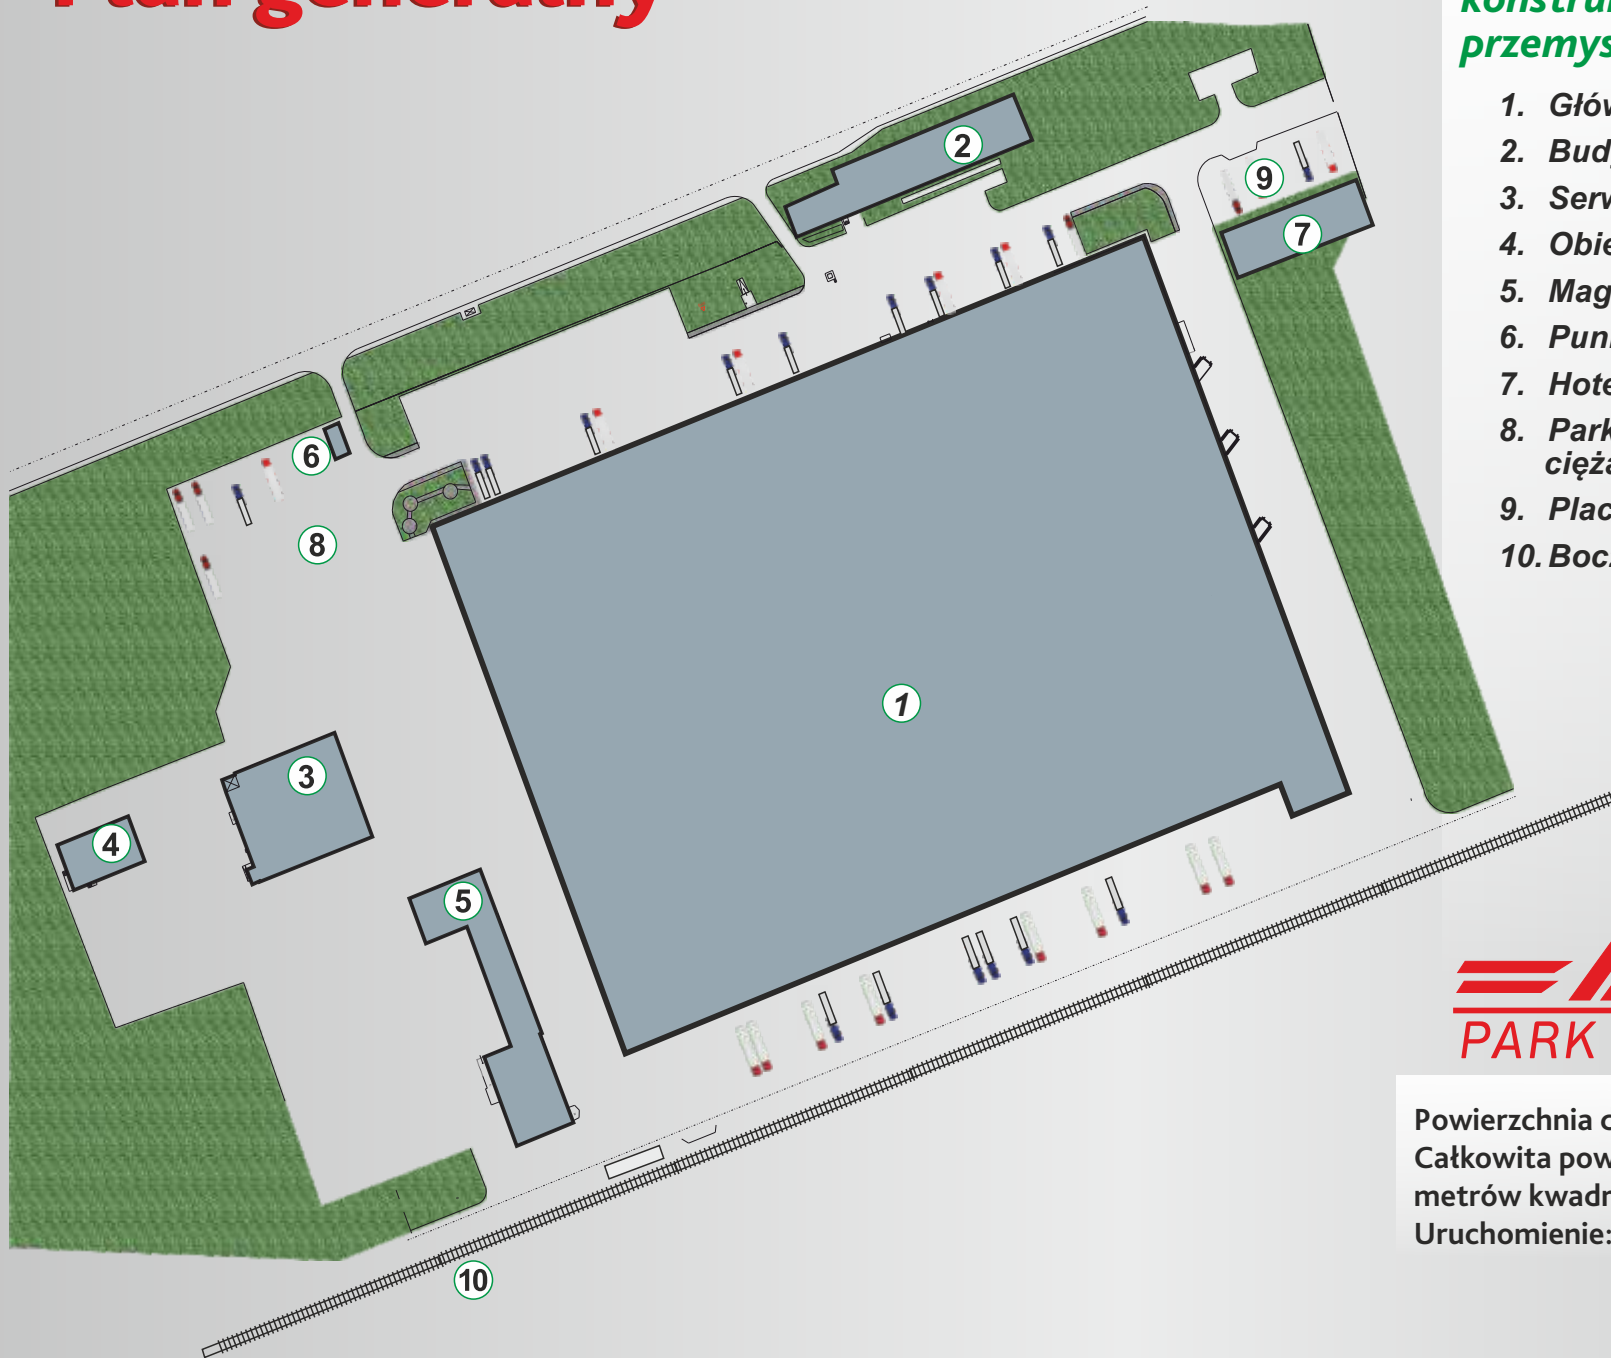 generalny
przemys
1. Głów
2. Bud
3. Serw
4. Obie
5. Mag
6. Pun
7. Hote
8. Park
cięża
9. Plac
10. Bocz
2
9
7
6
8
1
3
4
5
10
PARK
Powierzchnia c
Całkowita pow
metrów kwadr
Uruchomienie: